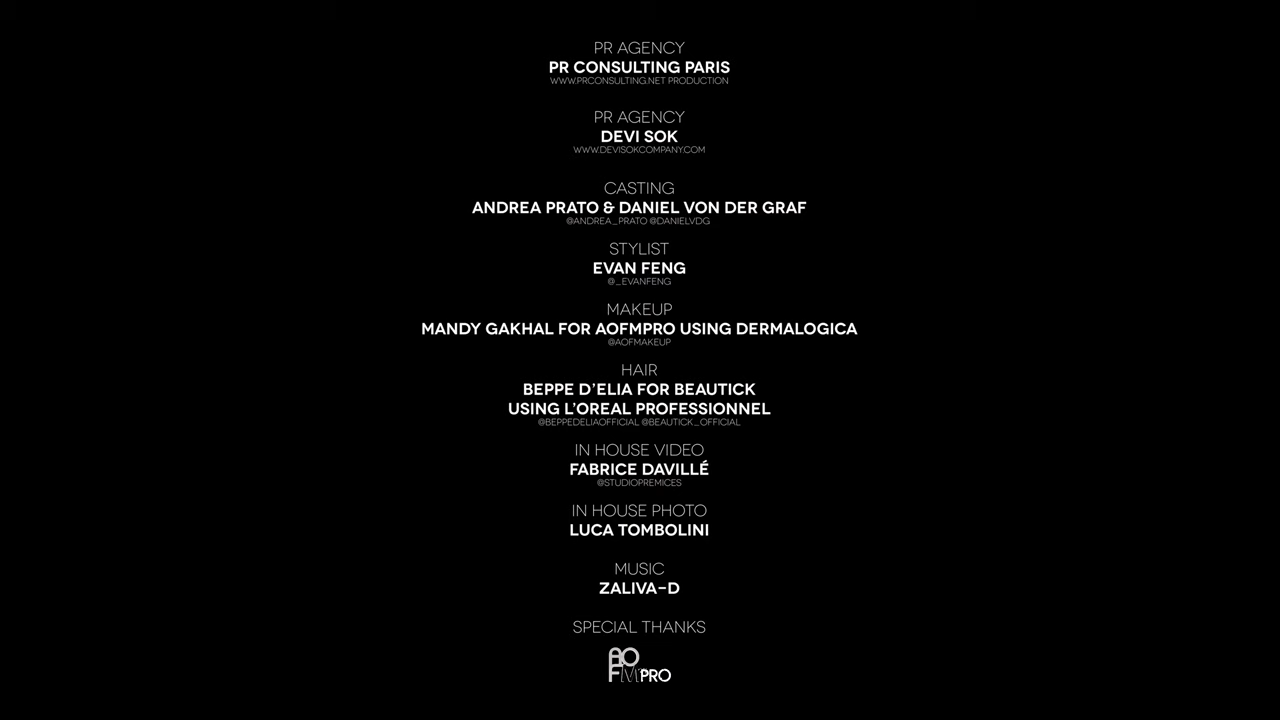 PR AGENCY
PR CONSULTING PARIS
WWW.PRCONSULTING.NET PRODUCTION
PR AGENCY
DEVI SOK
WWW.DEVISOKCOMPANY.COM
CASTING
ANDREA PRATO & DANIEL VON DER GRAF
@ANDREA_PRATO @DANIELVDG
STYLIST
EVAN FENG
@_EVANFENG
MAKEUP
MANDY GAKHAL FOR AOFMPRO USING DERMALOGICA
@AOFMAKEUP
HAIR
BEPPE D'ELIA FOR BEAUTICK
USING L'OREAL PROFESSIONNEL
@BEPPEDELIAOFFICIAL @BEAUTICK_OFFICIAL
IN HOUSE VIDEO
FABRICE DAVILLÉ
@STUDIOPREMICES
IN HOUSE PHOTO
LUCA TOMBOLINI
MUSIC
ZALIVA-D
SPECIAL THANKS
AO
FMPRO